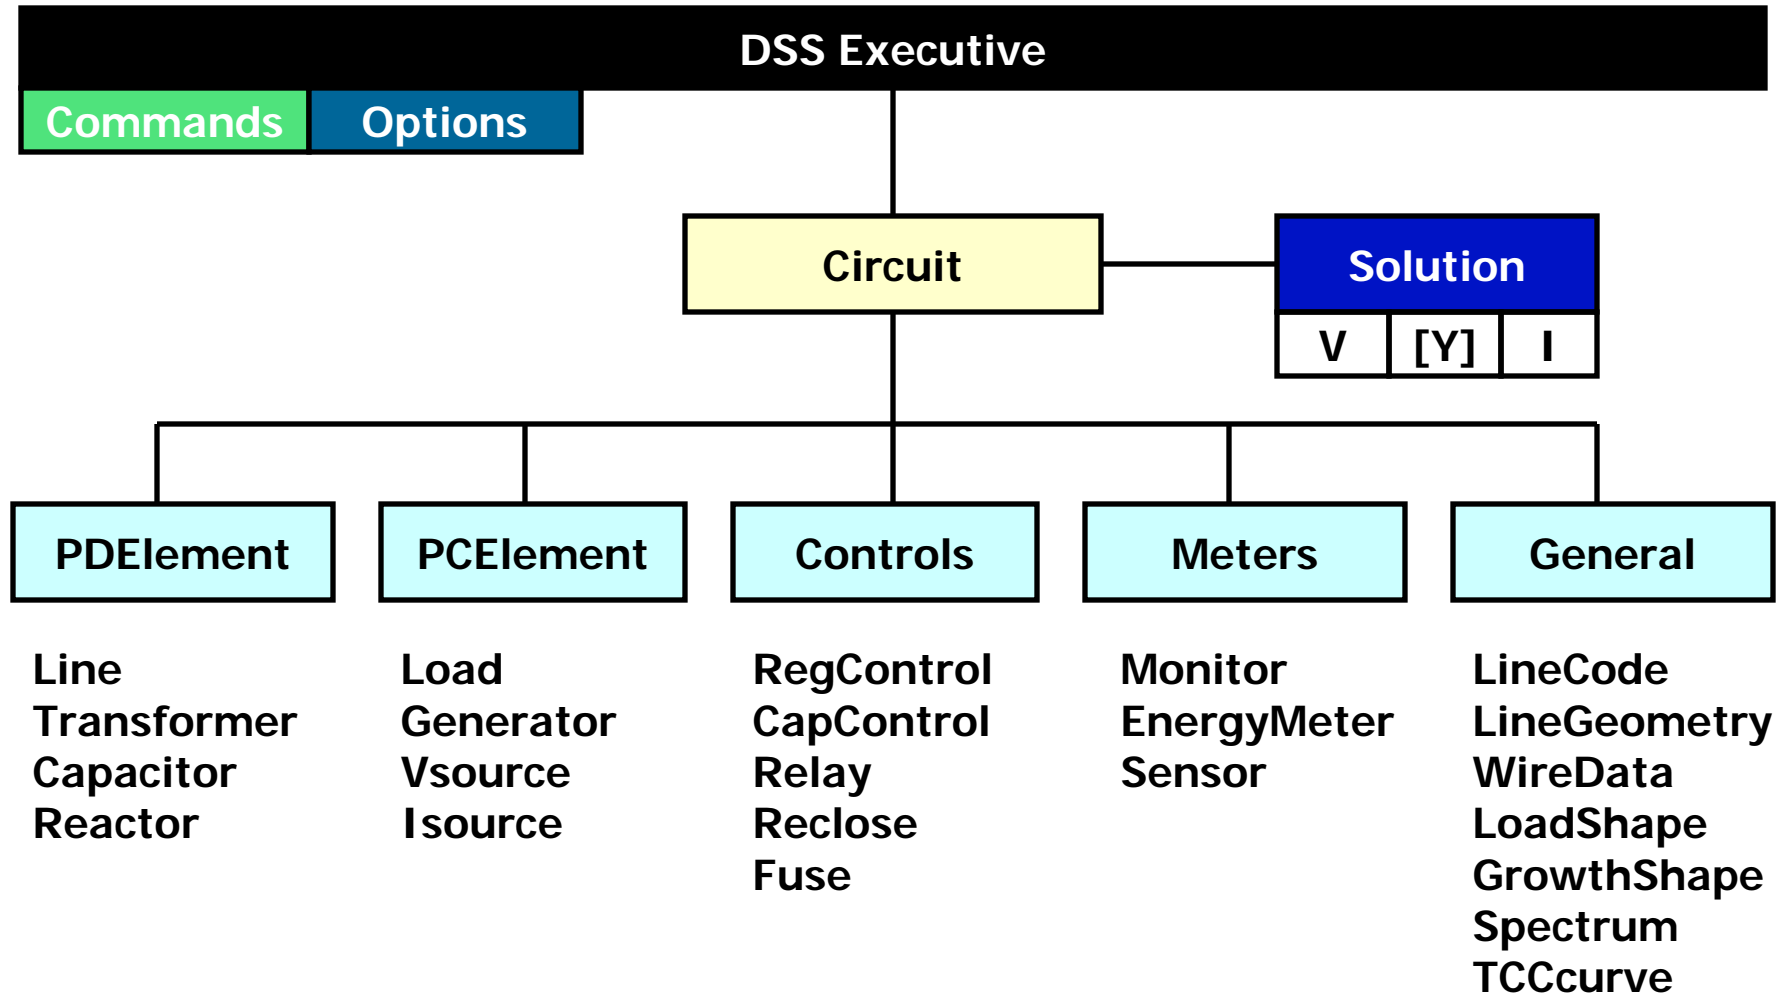 DSS Executive
Commands Options
Circuit
Solution
V [Y] I
PDElement PCElement Controls Meters General
Line
Transformer
Capacitor
Reactor
Load
Generator
Vsource
Isource
RegControl
CapControl
Relay
Reclose
Fuse
Monitor
EnergyMeter
Sensor
LineCode
LineGeometry
WireData
LoadShape
GrowthShape
Spectrum
TCCcurve